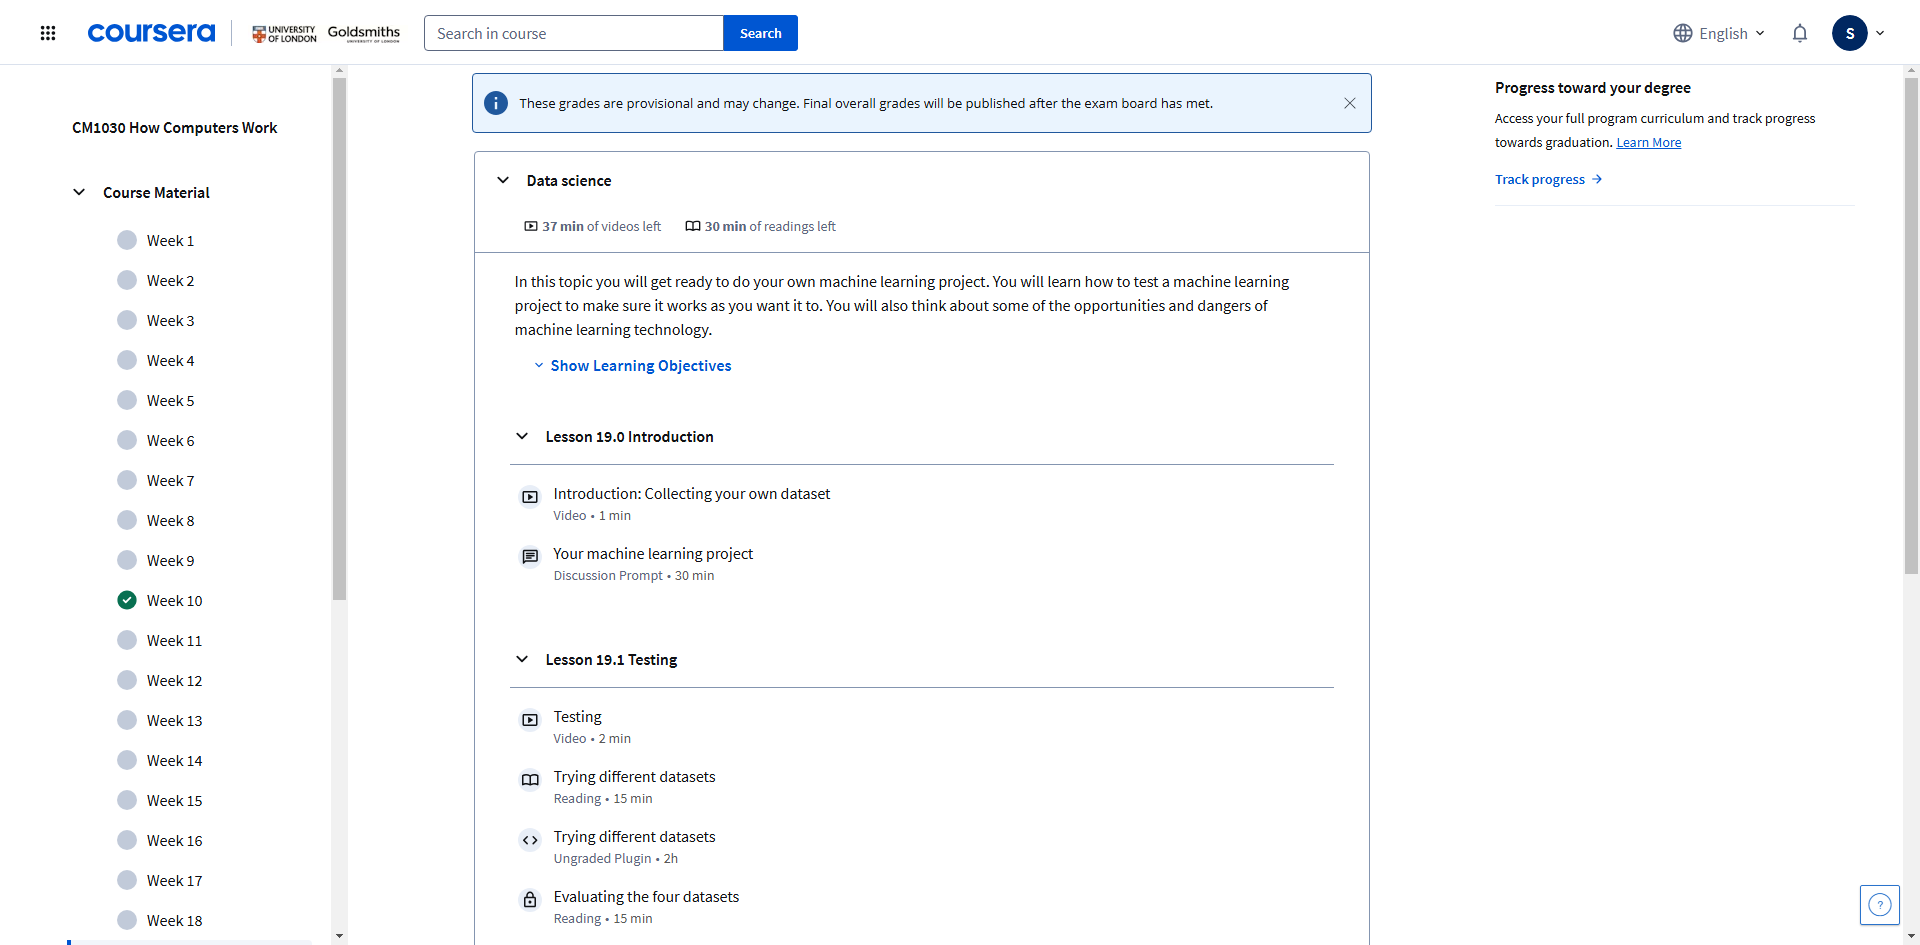 coursera
UNIVERSITY
OF LONDON
Goldsmiths
UNIVERSITY OF LONDON
Search in course
Search
English
S
CM1030 How Computers Work
Course Material
Week 1
Week 2
Week 3
Week 4
Week 5
Week 6
Week 7
Week 8
Week 9
Week 10
Week 11
Week 12
Week 13
Week 14
Week 15
Week 16
Week 17
Week 18
These grades are provisional and may change. Final overall grades will be published after the exam board has met.
Data science
37 min of videos left
30 min of readings left
In this topic you will get ready to do your own machine learning project. You will learn how to test a machine learning
project to make sure it works as you want it to. You will also think about some of the opportunities and dangers of
machine learning technology.
Show Learning Objectives
Lesson 19.0 Introduction
Introduction: Collecting your own dataset
Video • 1 min
Your machine learning project
Discussion Prompt • 30 min
Lesson 19.1 Testing
Testing
Video • 2 min
Trying different datasets
Reading • 15 min
Trying different datasets
Ungraded Plugin • 2h
Evaluating the four datasets
Reading • 15 min
Progress toward your degree
Access your full program curriculum and track progress
towards graduation. Learn More
Track progress →